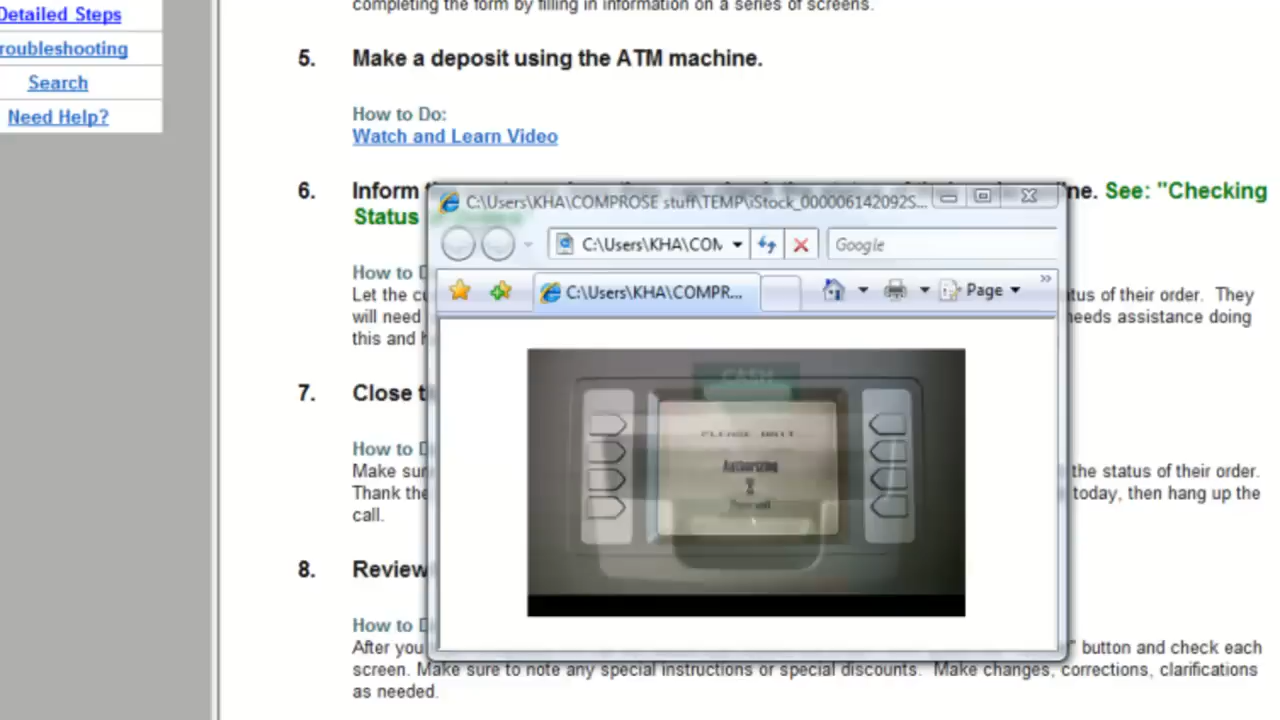 completing the form by filling in information on a series of screens.
Detailed Steps
roubleshooting
Search
Need Help?
5. Make a deposit using the ATM machine.
How to Do:
Watch and Learn Video
6. Inform
ne. See: "Checking
Status
How to D
Let the cu
tus of their order. They
will need
needs assistance doing
this and h
7. Close t
How to D
Make sur
the status of their order.
Thank the
today, then hang up the
call.
8. Review
How to D
After you
" button and check each
screen. Make sure to note any special instructions or special discounts. Make changes, corrections, clarifications
as needed.
C:\Users\KHA\COMPROSE stuff\TEMP\iStock_000006142092S...
C:\Users\KHA\COM
Google
C:\Users\KHA\COMPR...
Page
CASH
PLEASE WAIT
Authorizing